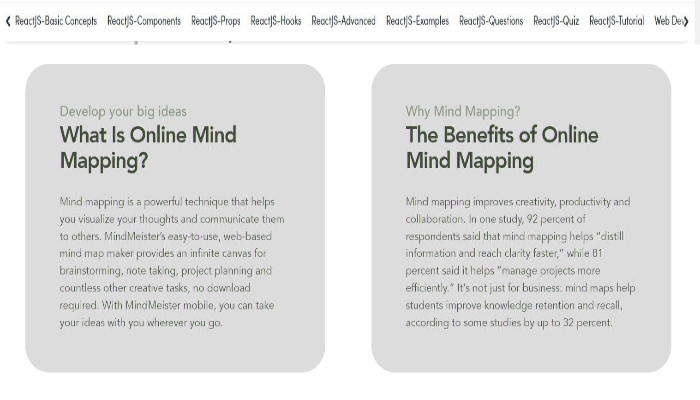 ReactJS-Basic Concepts ReactJS-Components ReactJS-Props ReactJS-Hooks ReactJS-Advanced ReactJS-Examples ReactJS-Questions ReactJS-Quiz ReactJS-Tutorial Web Dev
Develop your big ideas
What Is Online Mind
Mapping?
Mind mapping is a powerful technique that helps
you visualize your thoughts and communicate them
to others. MindMeister's easy-to-use, web-based
mind map maker provides an infinite canvas for
brainstorming, note taking, project planning and
countless other creative tasks, no download
required. With MindMeister mobile, you can take
your ideas with you wherever you go.
Why Mind Mapping?
The Benefits of Online
Mind Mapping
Mind mapping improves creativity, productivity and
collaboration. In one study, 92 percent of
respondents said that mind mapping helps "distill
information and reach clarity faster," while 81
percent said it helps "manage projects more
efficiently." It's not just for business: mind maps help
students improve knowledge retention and recall,
according to some studies by up to 32 percent.